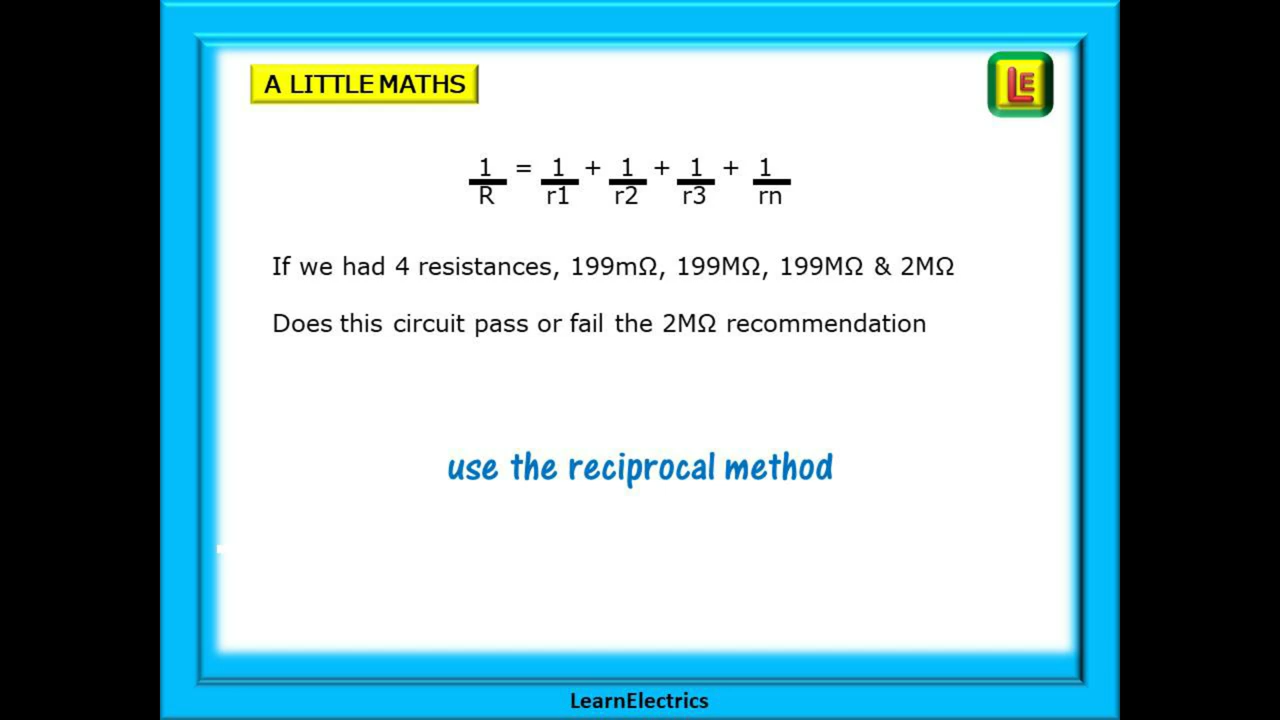 A LITTLE MATHS
LE
1/R = 1/r1 + 1/r2 + 1/r3 + 1/rn
If we had 4 resistances, 199mΩ, 199MΩ, 199MΩ & 2MΩ
Does this circuit pass or fail the 2MΩ recommendation
use the reciprocal method
LearnElectrics